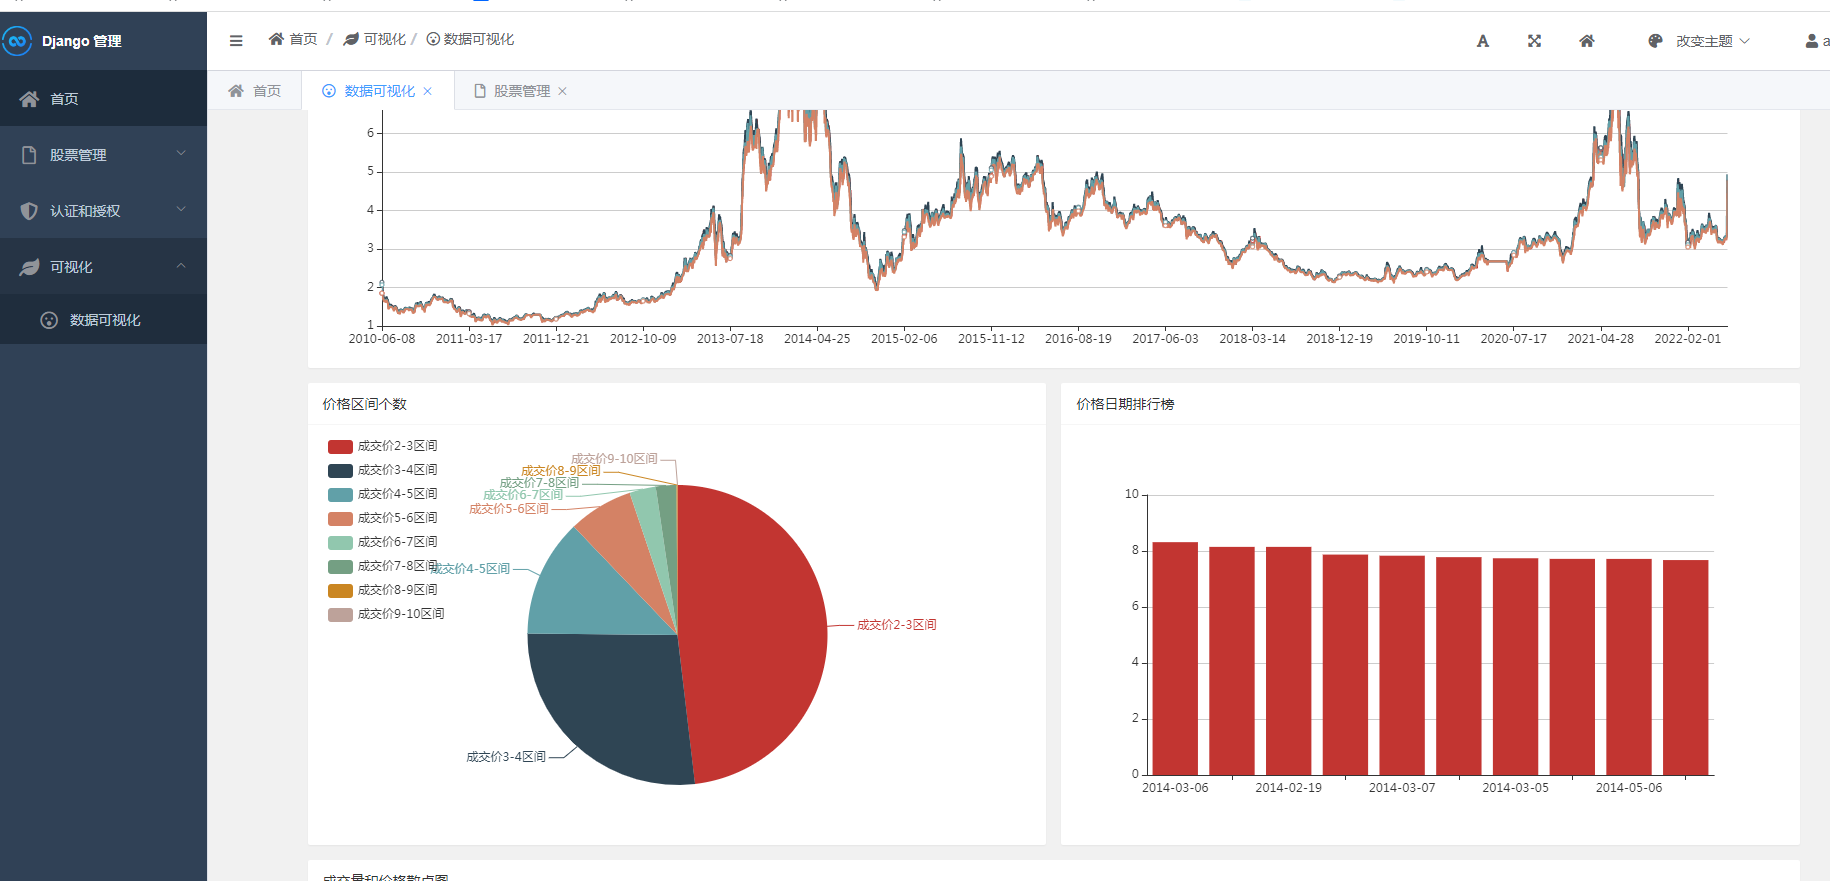 Django 管理
首页 / 可视化 / 数据可视化
改变主题
a
首页
股票管理
认证和授权
可视化
数据可视化
首页
数据可视化
股票管理
6
5
4
3
2
1
2010-06-08 2011-03-17 2011-12-21 2012-10-09 2013-07-18 2014-04-25 2015-02-06 2015-11-12 2016-08-19 2017-06-03 2018-03-14 2018-12-19 2019-10-11 2020-07-17 2021-04-28 2022-02-01
价格区间个数
成交价2-3区间
成交价3-4区间
成交价4-5区间
成交价5-6区间
成交价6-7区间
成交价7-8区间
成交价8-9区间
成交价9-10区间
成交价9-10区间
成交价8-9区间
成交价7-8区间
成交价6-7区间
成交价5-6区间
成交价4-5区间
成交价2-3区间
成交价3-4区间
价格日期排行榜
10
8
6
4
2
0
2014-03-06 2014-02-19 2014-03-07 2014-03-05 2014-05-06
成交量和价格散点图